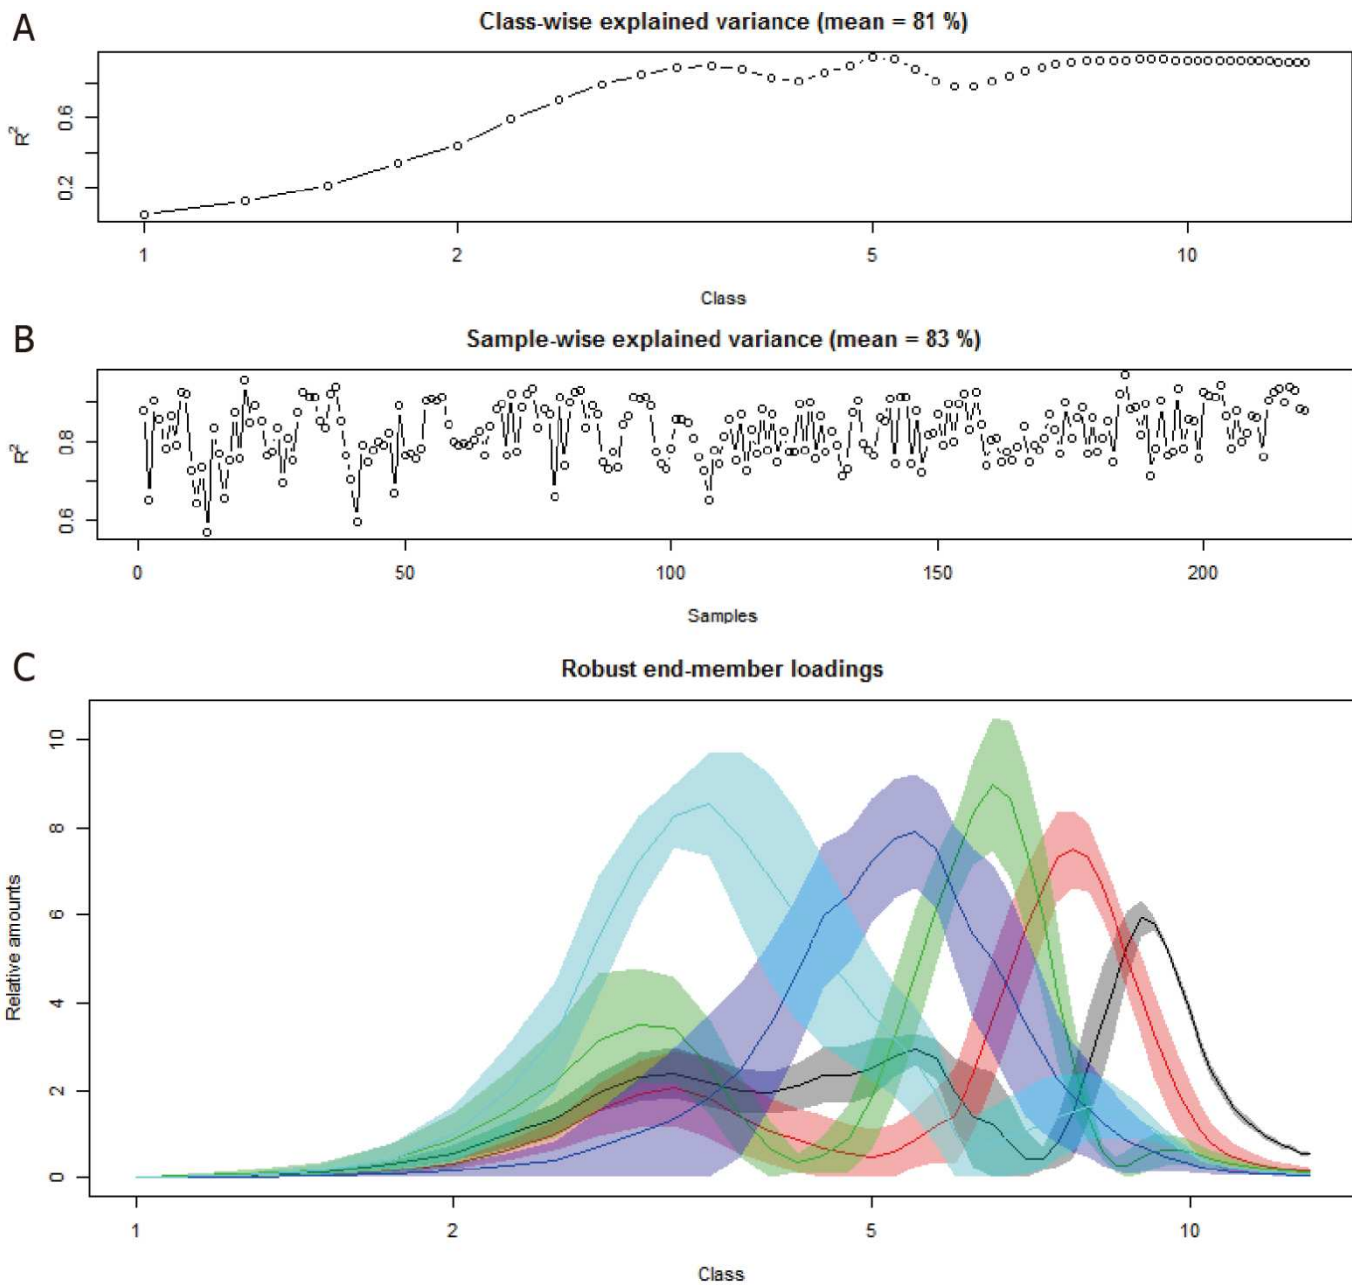 A
Class-wise explained variance (mean = 81 %)
R²
0.6
0.2
1 2 5 10
Class
B
Sample-wise explained variance (mean = 83 %)
R²
0.8
0.6
0 50 100 150 200
Samples
C
Robust end-member loadings
Relative amounts
10
8
6
4
2
0
1 2 5 10
Class